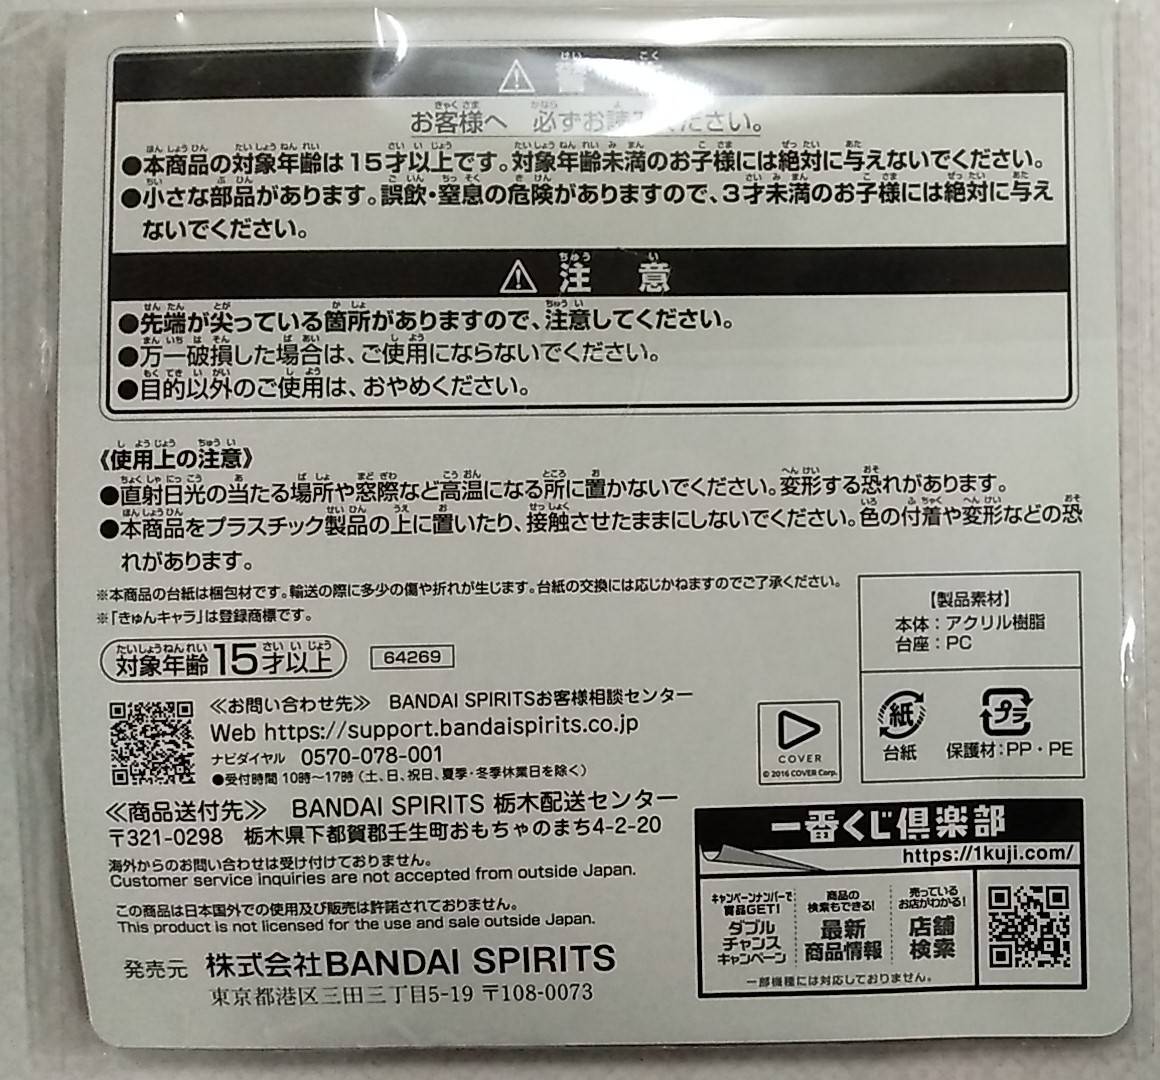 お客様へ 必ずお読みください。
●本商品の対象年齢は15才以上です。対象年齢未満のお子様には絶対に与えないでください。
●小さな部品があります。誤飲・窒息の危険がありますので、3才未満のお子様には絶対に与え
ないでください。
⚠ 注 意
●先端が尖っている箇所がありますので、注意してください。
●万一破損した場合は、ご使用にならないでください。
●目的以外のご使用は、おやめください。
《使用上の注意》
●直射日光の当たる場所や窓際など高温になる所に置かないでください。変形する恐れがあります。
●本商品をプラスチック製品の上に置いたり、接触させたままにしないでください。色の付着や変形などの恐
れがあります。
※本商品の台紙は梱包材です。輸送の際に多少の傷や折れが生じます。台紙の交換には応じかねますのでご了承ください。
※「きゅんキャラ」は登録商標です。
対象年齢15才以上
64269
【製品素材】
本体：アクリル樹脂
台座：PC
紙
台紙
プラ
保護材：PP・PE
≪お問い合わせ先≫ BANDAI SPIRITSお客様相談センター
Web https://support.bandaispirits.co.jp
ナビダイヤル 0570-078-001
●受付時間 10時〜17時（土、日、祝日、夏季・冬季休業日を除く）
COVER
© 2016 COVER Corp.
≪商品送付先≫ BANDAI SPIRITS 栃木配送センター
〒321-0298 栃木県下都賀郡壬生町おもちゃのまち4-2-20
海外からのお問い合わせは受け付けておりません。
Customer service inquiries are not accepted from outside Japan.
この商品は日本国外での使用及び販売は許諾されておりません。
This product is not licensed for the use and sale outside Japan.
発売元 株式会社BANDAI SPIRITS
東京都港区三田三丁目5-19 〒108-0073
一番くじ倶楽部
https://1kuji.com/
キャンペーンナンバーで
賞品GET!
ダブル
チャンス
キャンペーン
商品の
検索もできる!
最新
商品情報
売っている
お店がわかる!
店舗
検索
一部機種には対応しておりません。